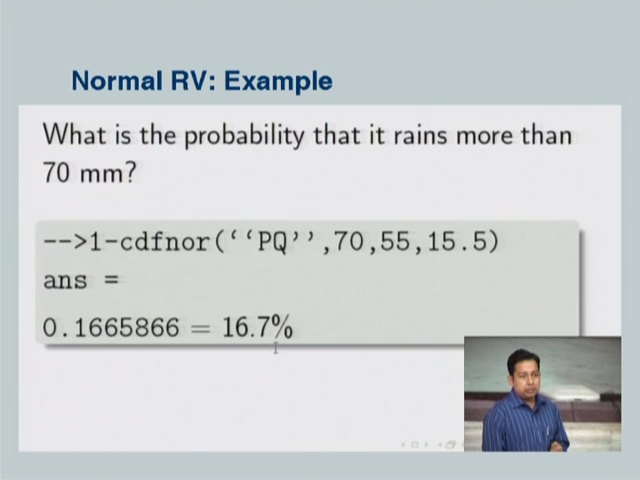 Normal RV: Example
What is the probability that it rains more than
70 mm?
-->1-cdfnor(‘‘PQ’’,70,55,15.5)
ans =
0.1665866 = 16.7%